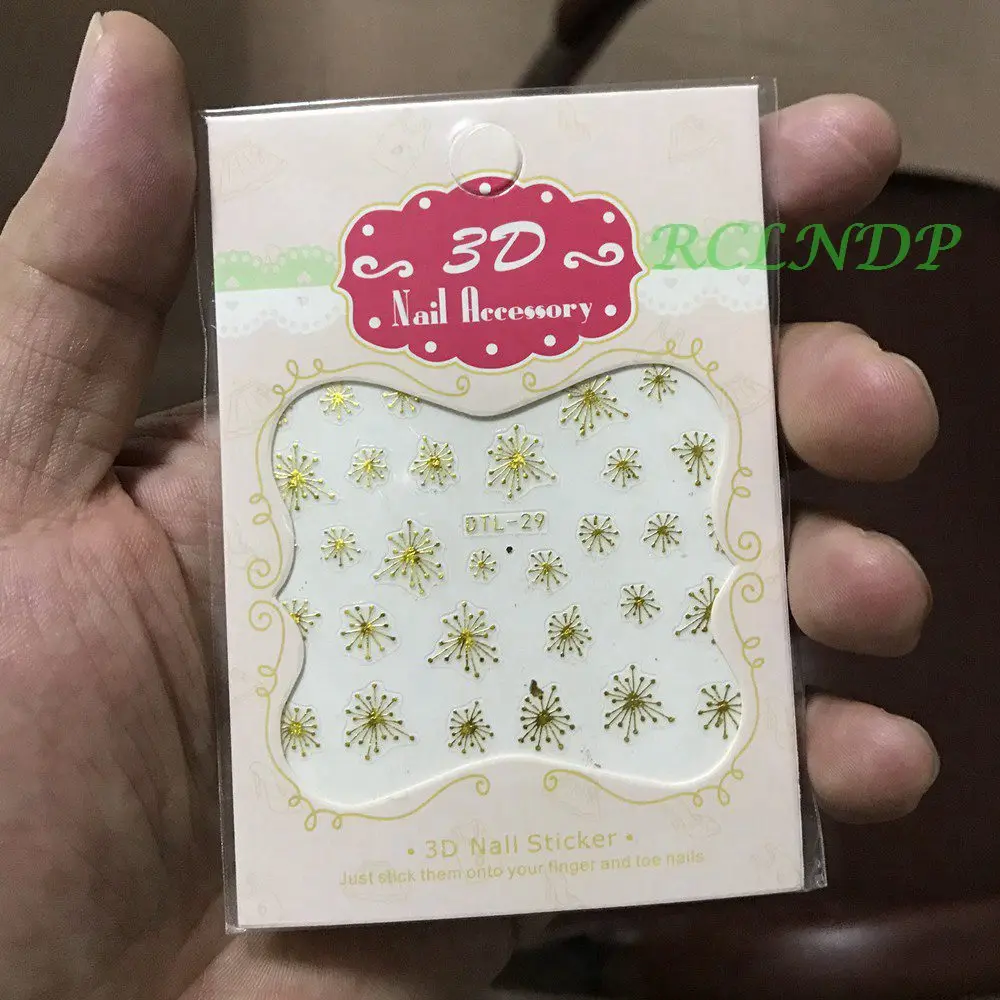 3D
RCLNDP
Nail Accessory
DTL-29
• 3D Nail Sticker •
Just stick them onto your finger and toe nails